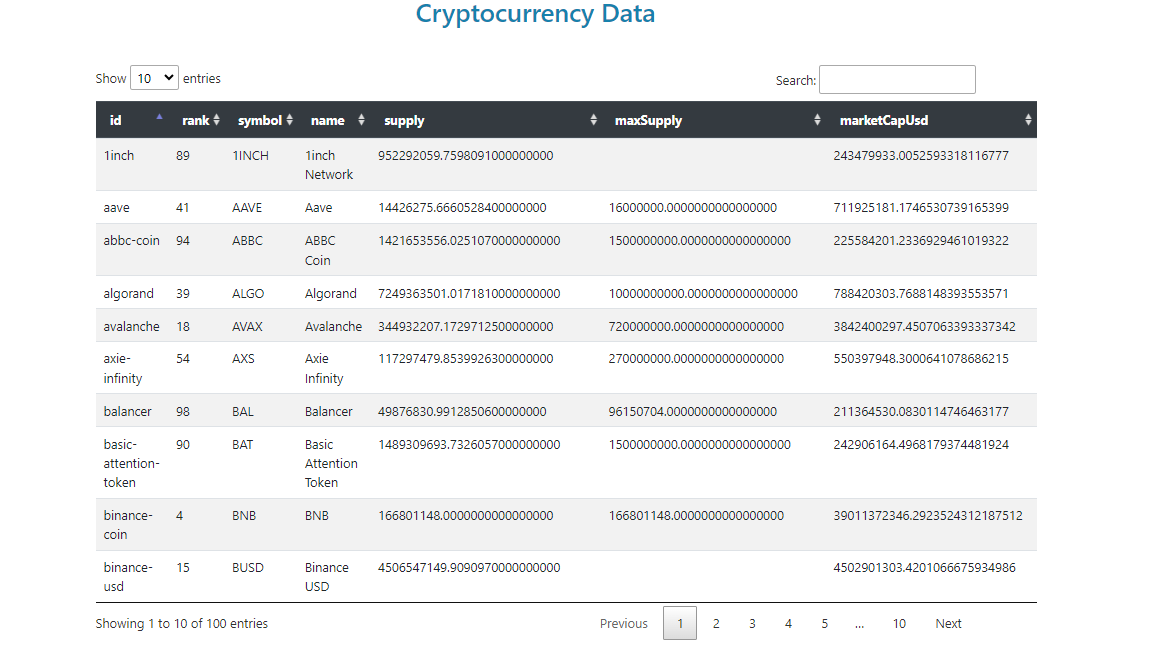 Cryptocurrency Data
Show 10 entries
Search:
id rank symbol name supply maxSupply marketCapUsd
1inch 89 1INCH 1inch 952292059.7598091000000000 243479933.0052593318116777
Network
aave 41 AAVE Aave 14426275.6660528400000000 16000000.0000000000000000 711925181.1746530739165399
abbc-coin 94 ABBC ABBC 1421653556.0251070000000000 1500000000.0000000000000000 225584201.2336929461019322
Coin
algorand 39 ALGO Algorand 7249363501.0171810000000000 10000000000.0000000000000000 788420303.7688148393553571
avalanche 18 AVAX Avalanche 344932207.1729712500000000 720000000.0000000000000000 3842400297.4507063393337342
axie- 54 AXS Axie 117297479.8539926300000000 270000000.0000000000000000 550397948.3000641078686215
infinity Infinity
balancer 98 BAL Balancer 49876830.9912850600000000 96150704.0000000000000000 211364530.0830114746463177
basic- 90 BAT Basic 1489309693.7326057000000000 1500000000.0000000000000000 242906164.4968179374481924
attention- Attention
token Token
binance- 4 BNB BNB 166801148.0000000000000000 166801148.0000000000000000 39011372346.2923524312187512
coin
binance- 15 BUSD Binance 4506547149.9090970000000000 4502901303.4201066675934986
usd USD
Showing 1 to 10 of 100 entries
Previous 1 2 3 4 5 ... 10 Next